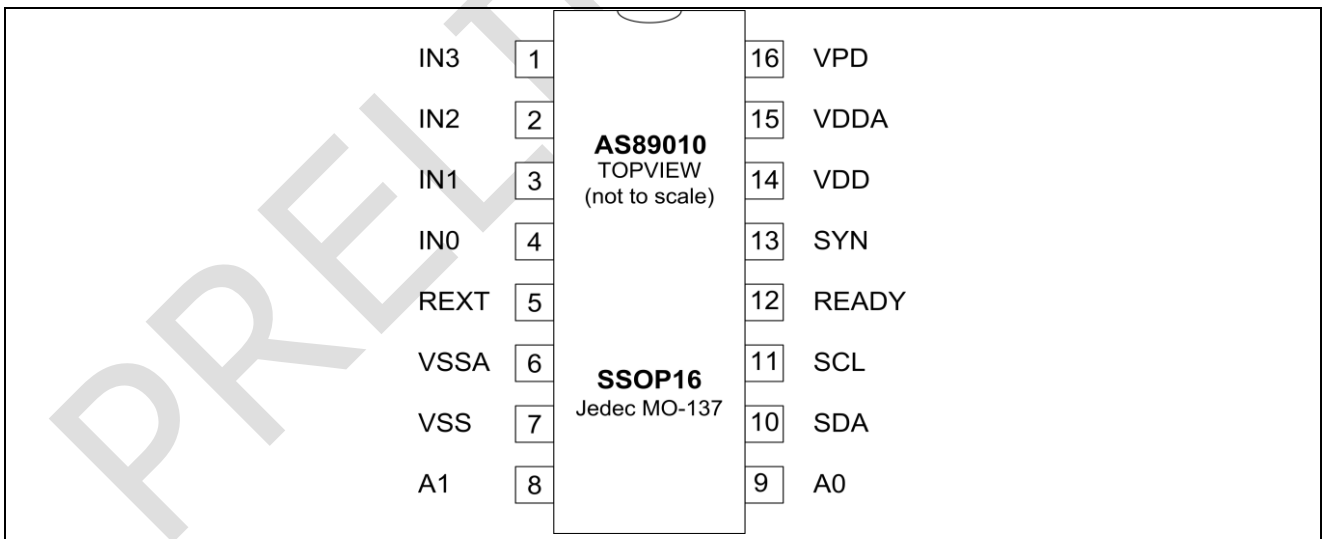 IN3 1 16 VPD
IN2 2 15 VDDA
AS89010
TOPVIEW
(not to scale)
IN1 3 14 VDD
IN0 4 13 SYN
REXT 5 12 READY
VSSA 6 11 SCL
SSOP16
Jedec MO-137
VSS 7 10 SDA
A1 8 9 A0